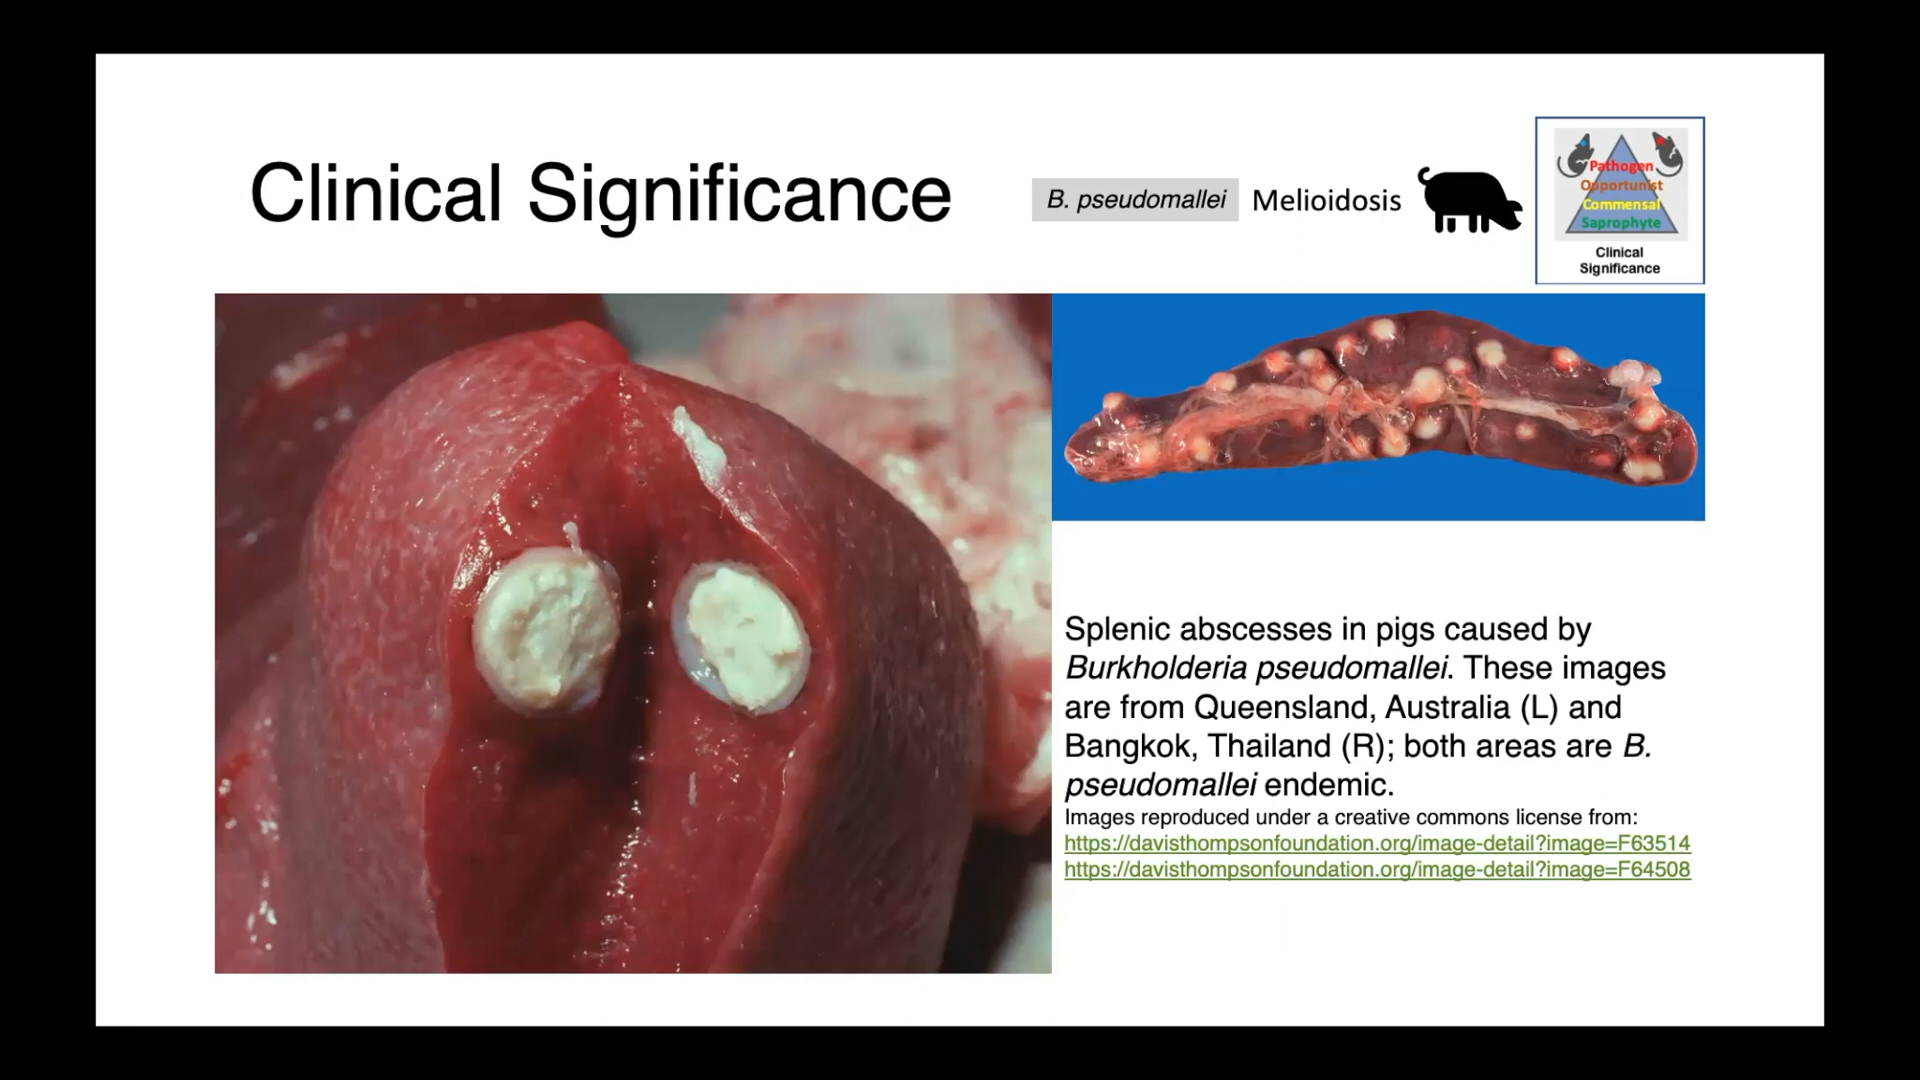 Clinical Significance
B. pseudomallei Melioidosis
Pathogen
Opportunist
Commensal
Saprophyte
Clinical
Significance
Splenic abscesses in pigs caused by
Burkholderia pseudomallei. These images
are from Queensland, Australia (L) and
Bangkok, Thailand (R); both areas are B.
pseudomallei endemic.
Images reproduced under a creative commons license from:
https://davisthompsonfoundation.org/image-detail?image=F63514
https://davisthompsonfoundation.org/image-detail?image=F64508